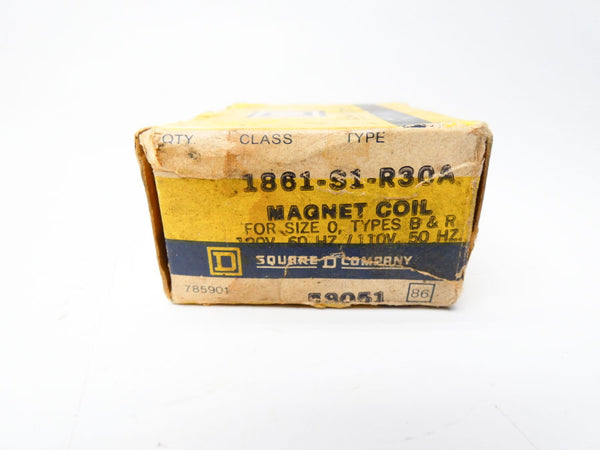 QTY. CLASS TYPE
1861-S1-R30A
MAGNET COIL
FOR SIZE 0, TYPES B & R
120V, 60 HZ./110V, 50 HZ.
SQUARE D COMPANY
785901 59051 86